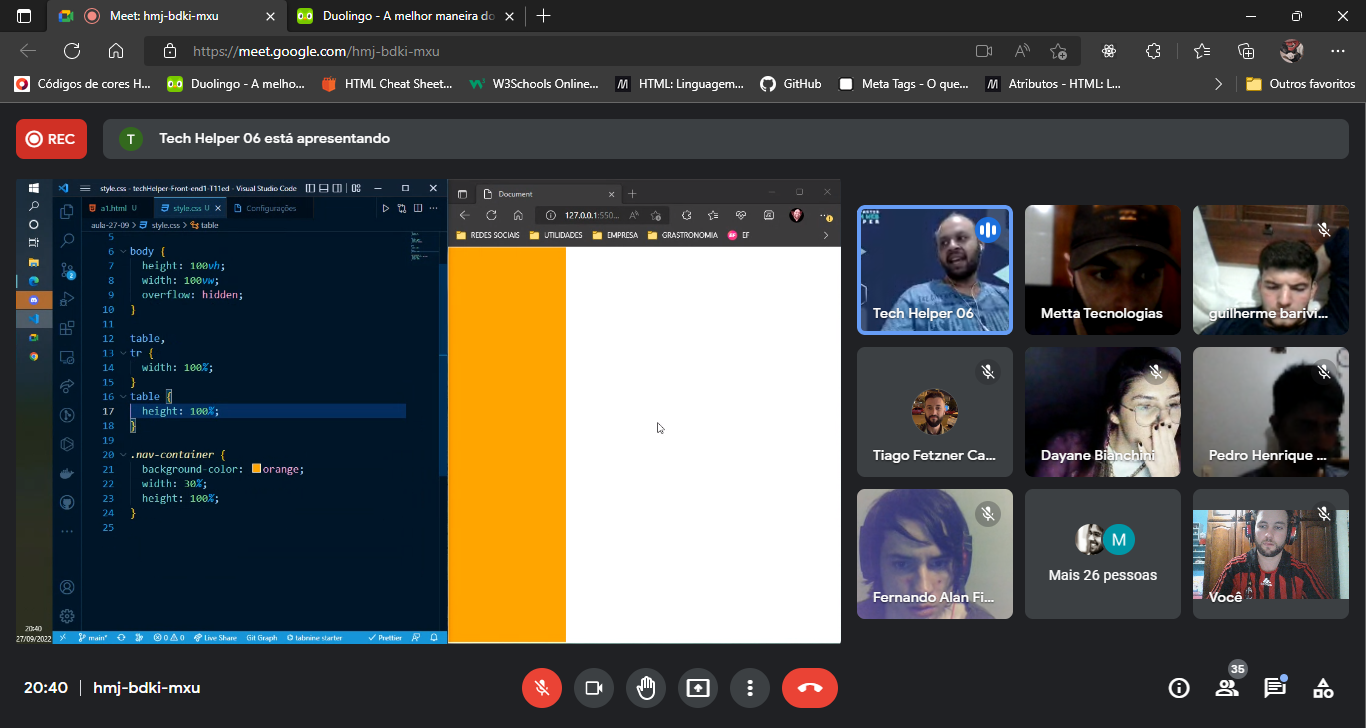 Meet: hmj-bdki-mxu
Duolingo - A melhor maneira do
https://meet.google.com/hmj-bdki-mxu
Códigos de cores H...
Duolingo - A melho...
HTML Cheat Sheet...
W3Schools Online...
HTML: Linguagem...
GitHub
Meta Tags - O que...
Atributos - HTML: L...
Outros favoritos
REC
T
Tech Helper 06 está apresentando
style.css - techHelper-Front-end1-T11ed - Visual Studio Code
a1.html U
style.css U
Configurações
aula-27-09 > style.css > table
5
6 body {
7 height: 100vh;
8 width: 100vw;
9 overflow: hidden;
10 }
11
12 table,
13 tr {
14 width: 100%;
15 }
16 table {
17 height: 100%;
18 }
19
20 .nav-container {
21 background-color: orange;
22 width: 30%;
23 height: 100%;
24 }
25
20:40
27/09/2022
main*
0 0
Live Share
Git Graph
tabnine starter
Prettier
Document
127.0.0.1:550...
REDES SOCIAIS
UTILIDADES
EMPRESA
GRASTRONOMIA
EF
Tech Helper 06
Metta Tecnologias
guilherme barivi...
Tiago Fetzner Ca...
Dayane Bianchini
Pedro Henrique ...
Fernando Alan Fi...
M
Mais 26 pessoas
Você
20:40
hmj-bdki-mxu
35